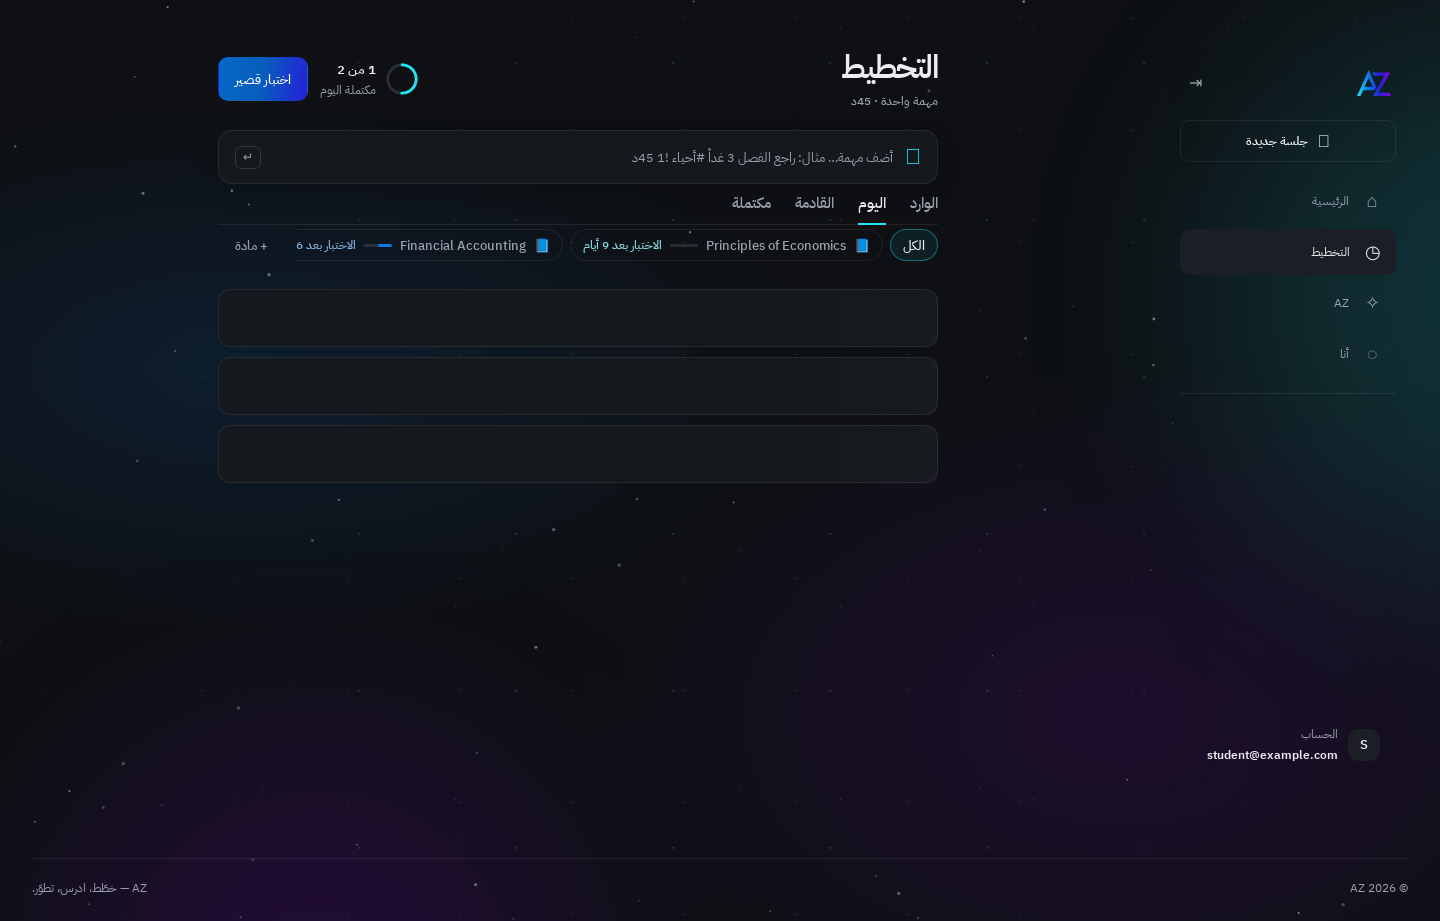 AZ
⇥
جلسة جديدة
الرئيسية
التخطيط
AZ
أنا
التخطيط
مهمة واحدة · 45د
1 من 2
مكتملة اليوم
اختبار قصير
أضف مهمة... مثال: راجع الفصل 3 غداً #أحياء !1 45د
↵
الوارد اليوم القادمة مكتملة
الكل
📘 Principles of Economics الاختبار بعد 9 أيام
📘 Financial Accounting الاختبار بعد 6
+ مادة
S
الحساب
student@example.com
© 2026 AZ
AZ — خطّط، ادرس، تطوّر.